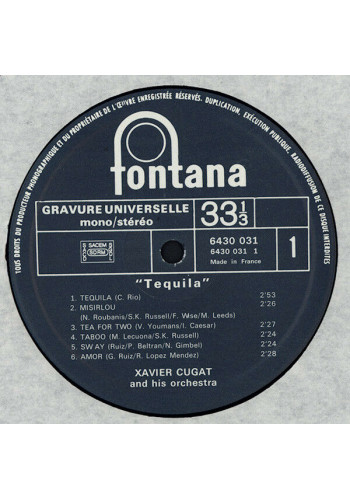 TOUS DROITS DU PRODUCTEUR PHONOGRAPHIQUE ET DU PROPRIÉTAIRE DE L'ŒUVRE ENREGISTRÉE RÉSERVÉS. DUPLICATION, EXÉCUTION PUBLIQUE, RADIODIFFUSION DE CE DISQUE INTERDITES
fontana
GRAVURE UNIVERSELLE
mono/stéréo
33 1/3
SACEM
6430 031
6430 031 1
Made in France
1
"Tequila"
1. TEQUILA (C. Rio) 2'53
2. MISIRLOU 2'26
(N. Roubanis/S.K. Russell/F. Wise/M. Leeds)
3. TEA FOR TWO (V. Youmans/I. Caesar) 2'27
4. TABOO (M. Lecuona/S.K. Russell) 2'24
5. SWAY (Ruiz/P. Beltran/N. Gimbel) 2'24
6. AMOR (G. Ruiz/R. Lopez Mendez) 2'28
XAVIER CUGAT
and his orchestra